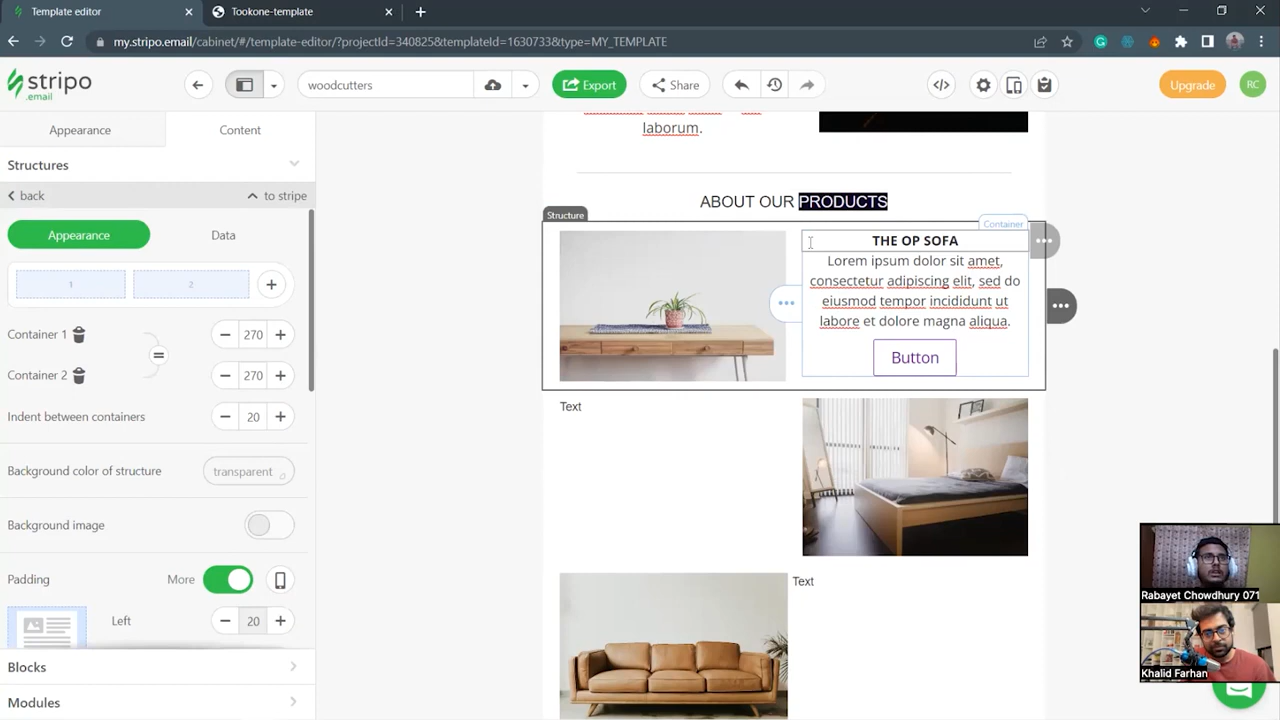 Template editor
Tookone-template
my.stripo.email/cabinet/#/template-editor/?projectId=340825&templateId=1630733&type=MY_TEMPLATE
stripo
.email
woodcutters
Export
Share
Upgrade
RC
Appearance
Content
Structures
back
to stripe
Appearance
Data
1
2
Container 1
270
Container 2
270
Indent between containers
20
Background color of structure
transparent
Background image
Padding
More
Left
20
Blocks
Modules
laborum.
ABOUT OUR PRODUCTS
Structure
Container
THE OP SOFA
Lorem ipsum dolor sit amet,
consectetur adipiscing elit, sed do
eiusmod tempor incididunt ut
labore et dolore magna aliqua.
Button
Text
Text
Rabayet Chowdhury 071
Khalid Farhan